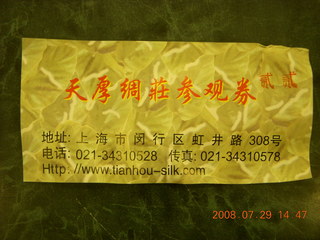 天厚绸莊参观券 贰 贰
地址: 上海市闵行区虹井路 308号
电话: 021-34310528 传真: 021-34310578
Http: //www.tianhou-silk.com
2008.07.29 14:47